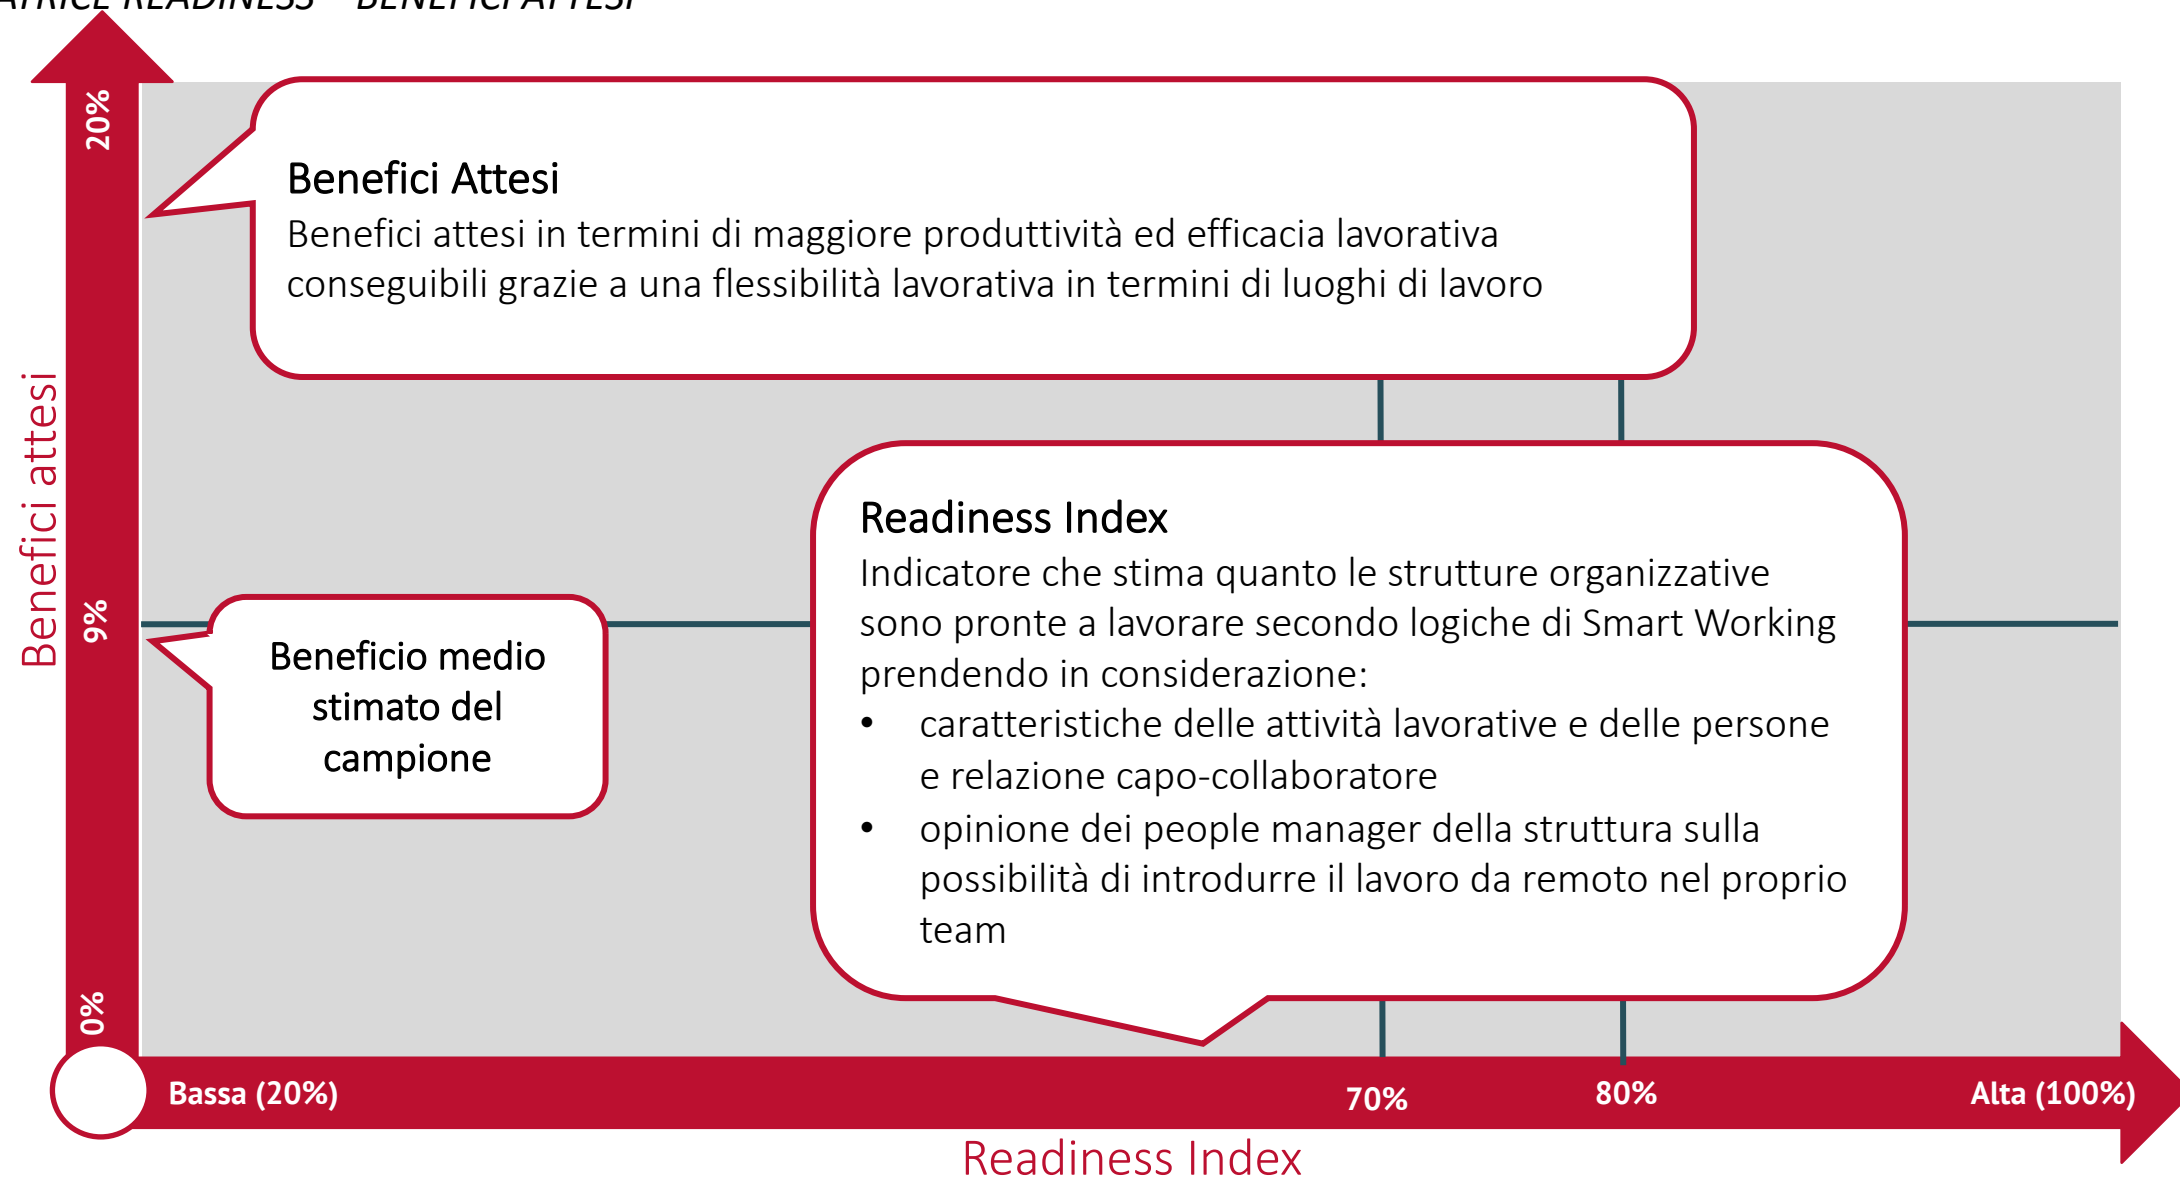 READINESS – BENEFICI ATTESI
20%
Benefici Attesi
Benefici attesi in termini di maggiore produttività ed efficacia lavorativa
conseguibili grazie a una flessibilità lavorativa in termini di luoghi di lavoro
Benefici attesi
9%
Beneficio medio
stimato del
campione
Readiness Index
Indicatore che stima quanto le strutture organizzative
sono pronte a lavorare secondo logiche di Smart Working
prendendo in considerazione:
• caratteristiche delle attività lavorative e delle persone
e relazione capo-collaboratore
• opinione dei people manager della struttura sulla
possibilità di introdurre il lavoro da remoto nel proprio
team
0%
Bassa (20%)
70%
80%
Alta (100%)
Readiness Index